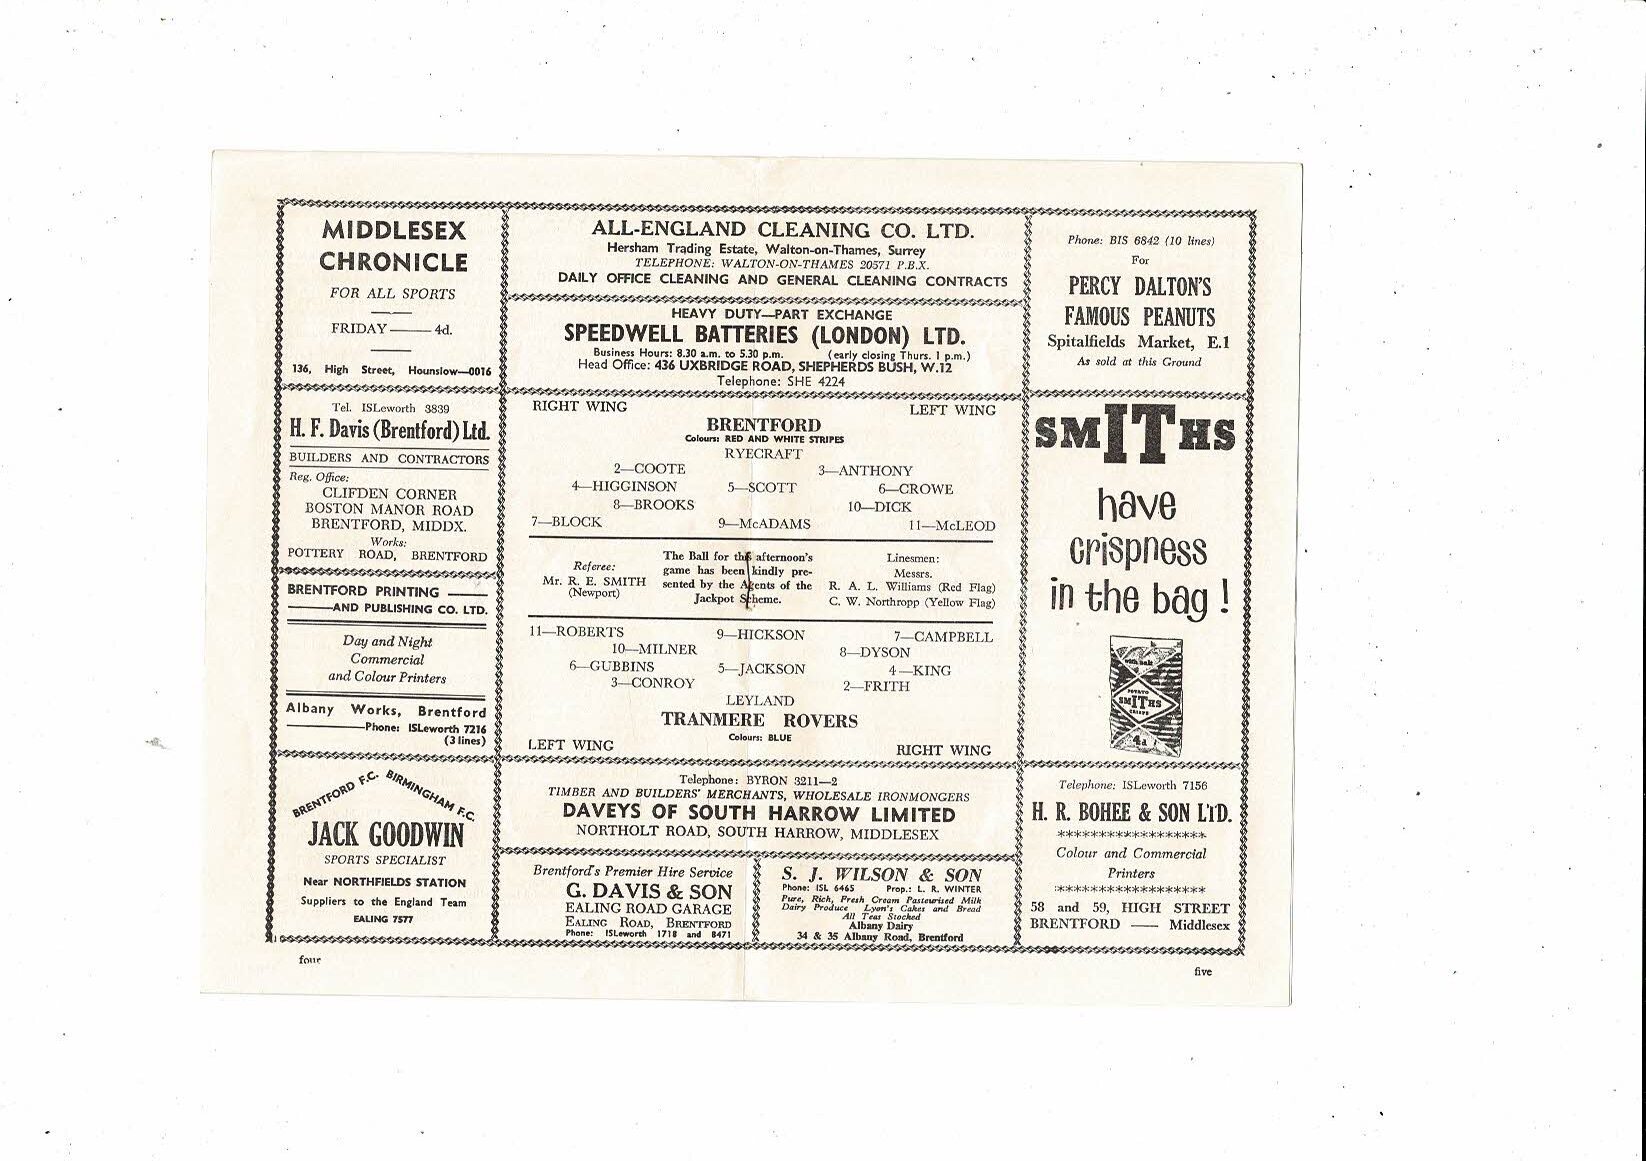 MIDDLESEX
CHRONICLE
FOR ALL SPORTS
FRIDAY —— 4d.
136, High Street, Hounslow—0016
ALL-ENGLAND CLEANING CO. LTD.
Hersham Trading Estate, Walton-on-Thames, Surrey
TELEPHONE: WALTON-ON-THAMES 20571 P.B.X.
DAILY OFFICE CLEANING AND GENERAL CLEANING CONTRACTS
HEAVY DUTY—PART EXCHANGE
SPEEDWELL BATTERIES (LONDON) LTD.
Business Hours: 8.30 a.m. to 5.30 p.m. (early closing Thurs. 1 p.m.)
Head Office: 436 UXBRIDGE ROAD, SHEPHERDS BUSH, W.12
Telephone: SHE 4224
Phone: BIS 6842 (10 lines)
For
PERCY DALTON'S
FAMOUS PEANUTS
Spitalfields Market, E.1
As sold at this Ground
Tel. ISLeworth 3839
H. F. Davis (Brentford) Ltd.
BUILDERS AND CONTRACTORS
Reg. Office:
CLIFDEN CORNER
BOSTON MANOR ROAD
BRENTFORD, MIDDX.
Works:
POTTERY ROAD, BRENTFORD
BRENTFORD PRINTING ——
——AND PUBLISHING CO. LTD.
Day and Night
Commercial
and Colour Printers
Albany Works, Brentford
——Phone: ISLeworth 7216
(3 lines)
RIGHT WING LEFT WING
BRENTFORD
Colours: RED AND WHITE STRIPES
RYECRAFT
2—COOTE 3—ANTHONY
4—HIGGINSON 5—SCOTT 6—CROWE
8—BROOKS 10—DICK
7—BLOCK 9—McADAMS 11—McLEOD
Referee:
Mr. R. E. SMITH
(Newport)
The Ball for this afternoon's
game has been kindly pre-
sented by the Agents of the
Jackpot Scheme.
Linesmen:
Messrs.
R. A. L. Williams (Red Flag)
C. W. Northropp (Yellow Flag)
11—ROBERTS 9—HICKSON 7—CAMPBELL
10—MILNER 8—DYSON
6—GUBBINS 5—JACKSON 4—KING
3—CONROY 2—FRITH
LEYLAND
TRANMERE ROVERS
Colours: BLUE
LEFT WING RIGHT WING
SMITHS
have
crispness
in the bag!
with salt
POTATO
SMITHS
CRISPS
4d
BRENTFORD F.C. BIRMINGHAM F.C.
JACK GOODWIN
SPORTS SPECIALIST
Near NORTHFIELDS STATION
Suppliers to the England Team
EALING 7577
Telephone: BYRON 3211—2
TIMBER AND BUILDERS' MERCHANTS, WHOLESALE IRONMONGERS
DAVEYS OF SOUTH HARROW LIMITED
NORTHOLT ROAD, SOUTH HARROW, MIDDLESEX
Brentford's Premier Hire Service
G. DAVIS & SON
EALING ROAD GARAGE
EALING ROAD, BRENTFORD
Phone: ISLeworth 1718 and 8471
S. J. WILSON & SON
Phone: ISL 6465 Prop.: L. R. WINTER
Pure, Rich, Fresh Cream Pasteurised Milk
Dairy Produce Lyon's Cakes and Bread
All Teas Stocked
Albany Dairy
34 & 35 Albany Road, Brentford
Telephone: ISLeworth 7156
H. R. BOHEE & SON LTD.
******************
Colour and Commercial
Printers
******************
58 and 59, HIGH STREET
BRENTFORD —— Middlesex
four
five